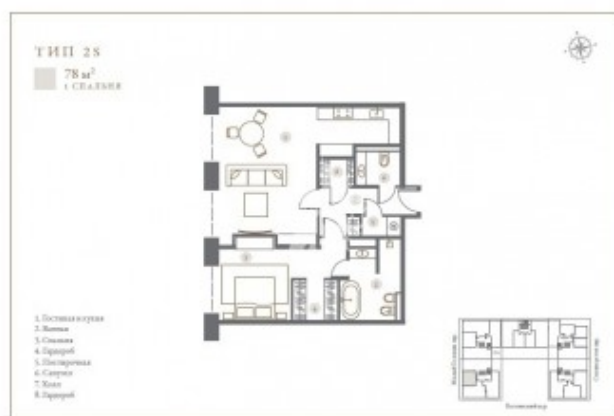 ТИП 2S
78 м²
1 СПАЛЬНЯ
1. Гостиная и кухня
2. Ванная
3. Спальня
4. Гардероб
5. Постирочная
6. Санузел
7. Холл
8. Гардероб